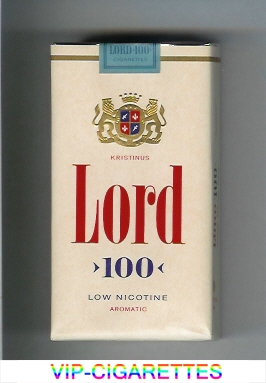 LORD·100
CIGARETTES
KRISTINUS
Lord
›100‹
LOW NICOTINE
AROMATIC
VIP-CIGARETTES